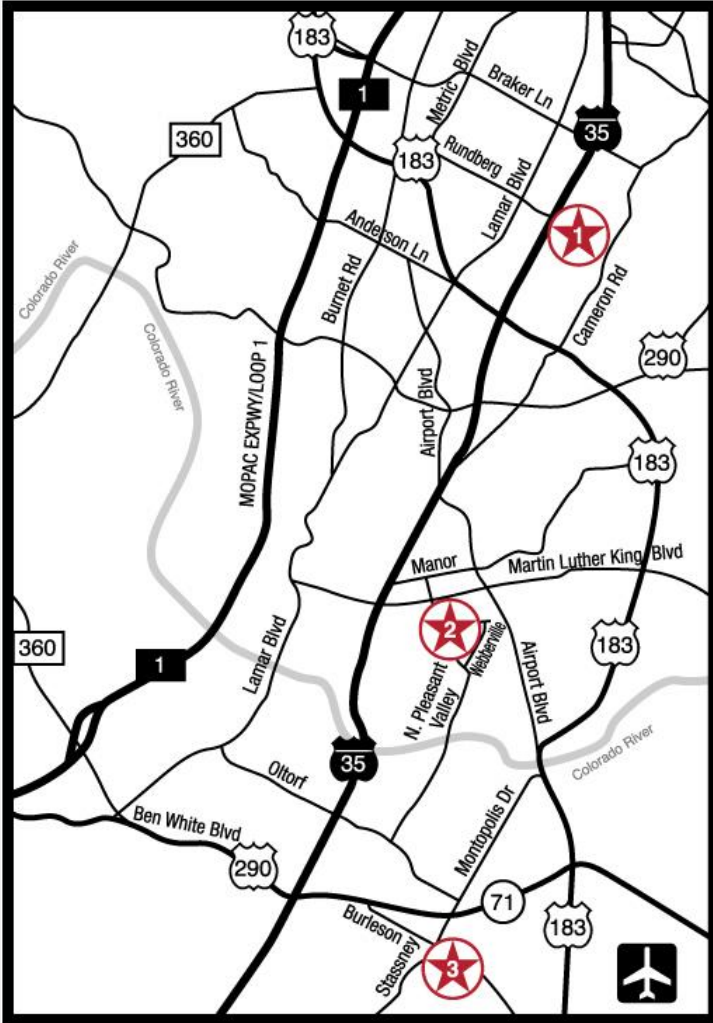 183
1
Metric Blvd
Braker Ln
35
360
183
Rundberg
Lamar Blvd
1
Anderson Ln
Colorado River
Burnet Rd
Cameron Rd
Colorado River
290
MOPAC EXPWY/LOOP 1
Airport Blvd
183
Manor
Martin Luther King Blvd
2
360
1
Lamar Blvd
N. Pleasant
Valley
Webberville
Airport Blvd
183
Colorado River
35
Oltorf
Ben White Blvd
Montopolis Dr
290
71
Burleson
Stassney
183
3